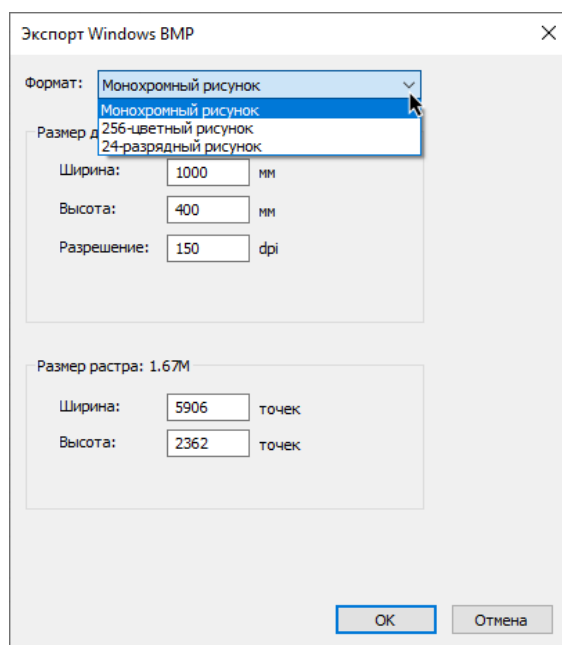 Экспорт Windows BMP
Формат: Монохромный рисунок
Монохромный рисунок
256-цветный рисунок
24-разрядный рисунок
Размер д
Ширина: 1000 мм
Высота: 400 мм
Разрешение: 150 dpi
Размер растра: 1.67M
Ширина: 5906 точек
Высота: 2362 точек
OK Отмена